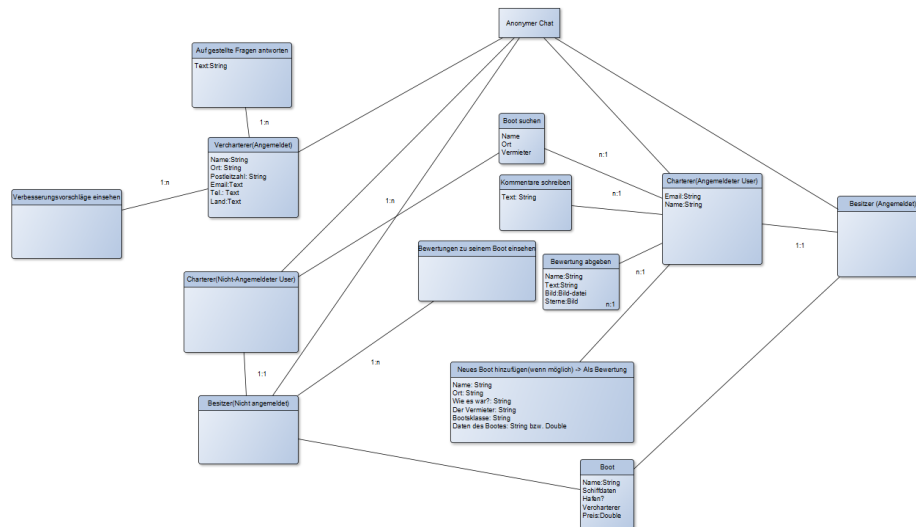 Anonymer Chat
Auf gestellte Fragen antworten
Text:String
1:n
Vercharterer(Angemeldet)
Name:String
Ort: String
Postleitzahl: String
Email:Text
Tel.: Text
Land:Text
1:n
Verbesserungsvorschläge einsehen
Boot suchen
Name
Ort
Vermieter
n:1
Kommentare schreiben
Text: String
n:1
Charterer(Angemeldeter User)
Email:String
Name:String
1:1
Besitzer (Angemeldet)
1:n
Bewertungen zu seinem Boot einsehen
Bewertung abgeben
Name:String
Text:String
Bild:Bild-datei
Sterne:Bild
n:1
n:1
Charterer(Nicht-Angemeldeter User)
1:1
1:n
Neues Boot hinzufügen(wenn möglich) -> Als Bewertung
Name: String
Ort: String
Wie es war?: String
Der Vermieter: String
Bootsklasse: String
Daten des Bootes: String bzw. Double
Besitzer(Nicht angemeldet)
Boot
Name:String
Schiffdaten
Hafen?
Vercharterer
Preis:Double